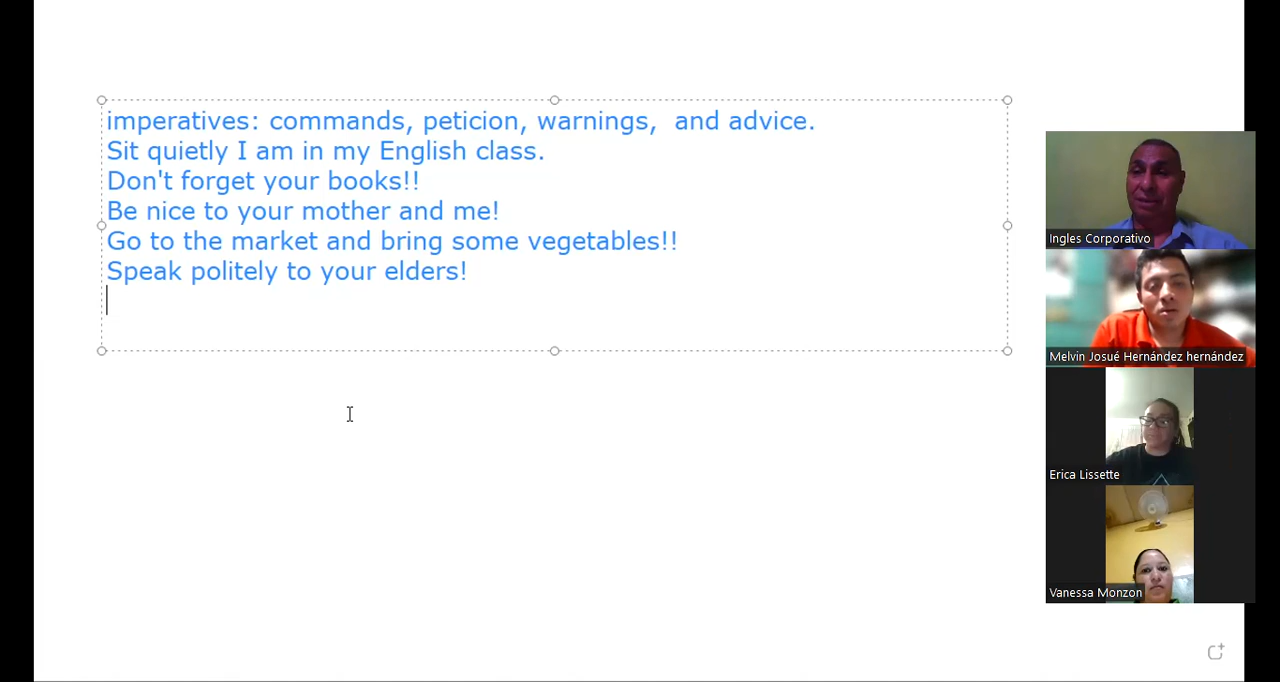 imperatives: commands, peticion, warnings,  and advice.
Sit quietly I am in my English class.
Don't forget your books!!
Be nice to your mother and me!
Go to the market and bring some vegetables!!
Speak politely to your elders!
Ingles Corporativo
Melvin Josué Hernández hernández
Erica Lissette
Vanessa Monzon